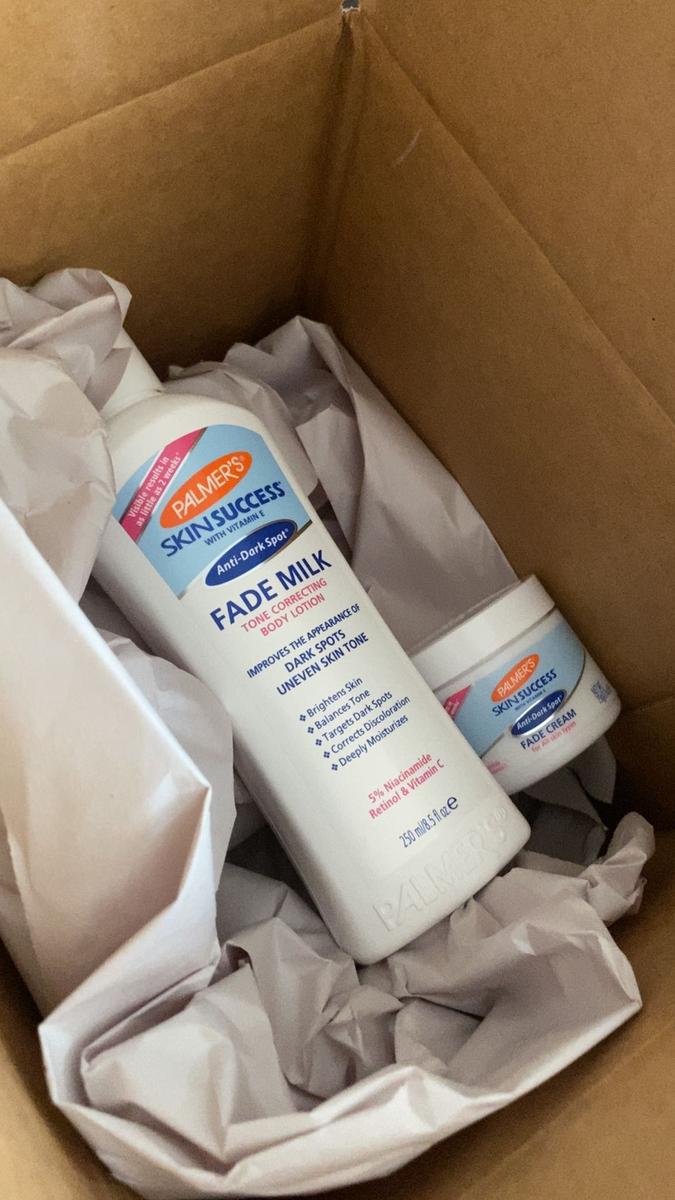 Visible results in
as little as 2 weeks*
PALMER'S®
SKIN SUCCESS®
WITH VITAMIN E
Anti-Dark Spot®
FADE MILK
TONE CORRECTING
BODY LOTION
IMPROVES THE APPEARANCE OF
DARK SPOTS
UNEVEN SKIN TONE
❖ Brightens Skin
❖ Balances Tone
❖ Targets Dark Spots
❖ Corrects Discoloration
❖ Deeply Moisturizes
5% Niacinamide
Retinol & Vitamin C
250 ml/8.5 fl oz ℮
PALMER'S®
PALMER'S
SKIN SUCCESS
WITH VITAMIN E
Anti-Dark Spot®
FADE CREAM
for All skin types